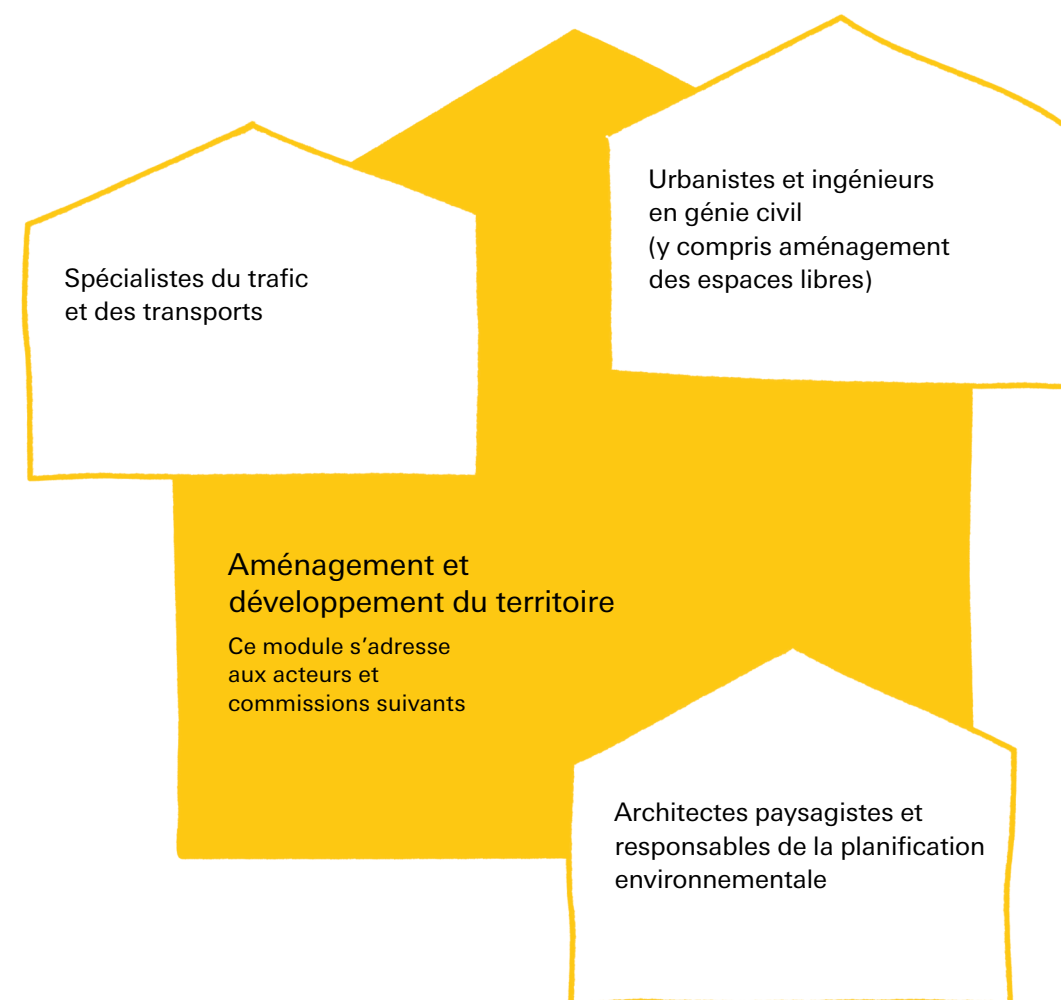 Urbanistes et ingénieurs
en génie civil
(y compris aménagement
des espaces libres)
Spécialistes du trafic
et des transports
Aménagement et
développement du territoire
Ce module s’adresse
aux acteurs et
commissions suivants
Architectes paysagistes et
responsables de la planification
environnementale